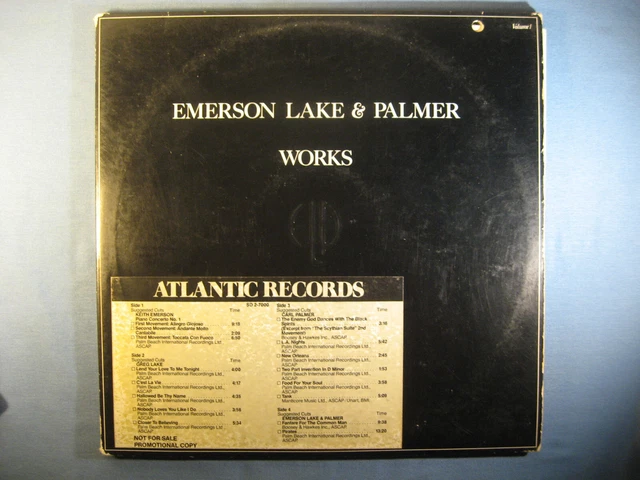 Volume 1
EMERSON LAKE & PALMER
WORKS
ATLANTIC RECORDS
Side 1
SD 2-7000
Suggested Cuts Time
KEITH EMERSON
Piano Concerto No. 1
First Movement: Allegro Giojoso 9:15
Second Movement: Andante Molto
Cantabile 2:06
Third Movement: Toccata Con Fuoco 6:58
Palm Beach International Recordings Ltd.,
ASCAP
Side 2
Suggested Cuts Time
GREG LAKE
Lend Your Love To Me Tonight 4:00
Palm Beach International Recordings Ltd.,
ASCAP
C'est La Vie 4:17
Palm Beach International Recordings Ltd.,
ASCAP
Hallowed Be Thy Name 4:35
Palm Beach International Recordings Ltd.,
ASCAP
Nobody Loves You Like I Do 3:56
Palm Beach International Recordings Ltd.,
ASCAP
Closer To Believing 5:34
Palm Beach International Recordings Ltd.,
ASCAP
NOT FOR SALE
PROMOTIONAL COPY
Side 3
Suggested Cuts Time
CARL PALMER
The Enemy God Dances With The Black
Spirits 3:16
(Excerpt from "The Scythian Suite" 2nd
Movement)
Boosey & Hawkes Inc., ASCAP
L.A. Nights 5:42
Palm Beach International Recordings Ltd.,
ASCAP
New Orleans 2:45
Palm Beach International Recordings Ltd.,
ASCAP
Two Part Invention In D Minor 1:53
Palm Beach International Recordings Ltd.,
ASCAP
Food For Your Soul 3:58
Palm Beach International Recordings Ltd.,
ASCAP
Tank 5:09
Manticore Music Ltd., ASCAP
Side 4
Suggested Cuts Time
EMERSON LAKE & PALMER
Fanfare For The Common Man 9:38
Boosey & Hawkes Inc., ASCAP
Pirates 13:20
Palm Beach International Recordings Ltd.,
ASCAP